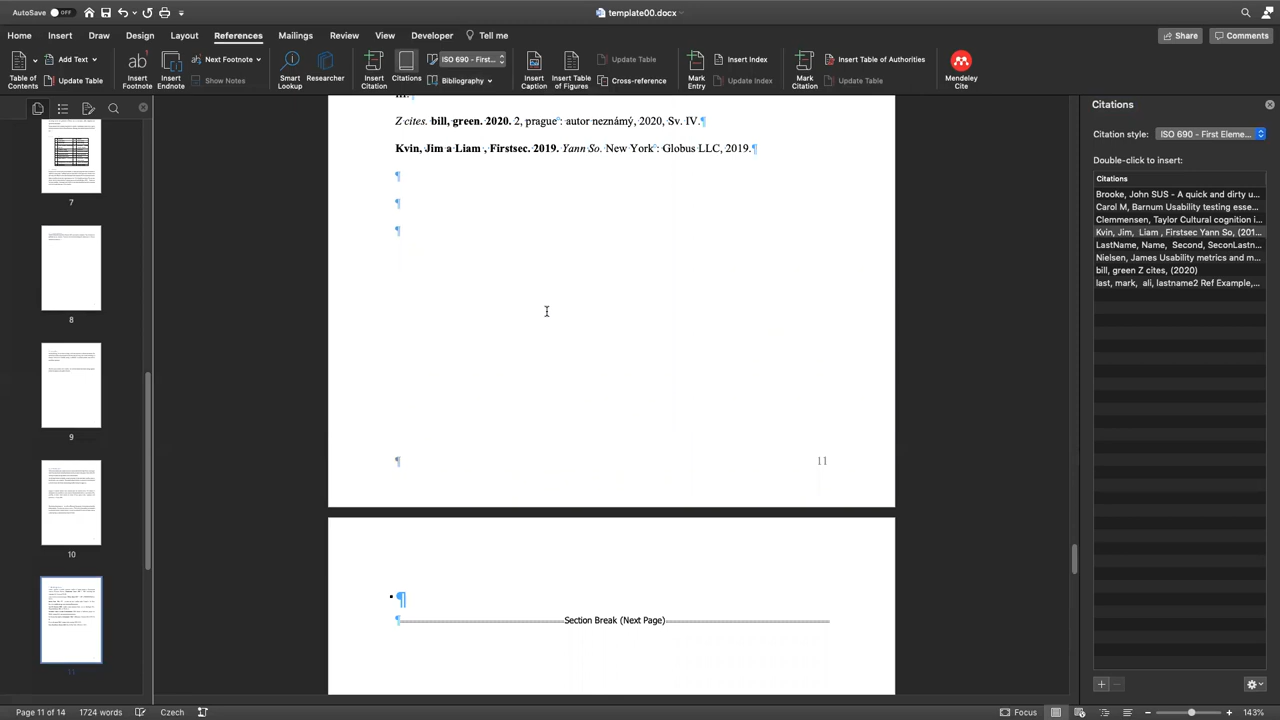 AutoSave OFF template00.docx
Home Insert Draw Design Layout References Mailings Review View Developer Tell me Share Comments
Table of Contents Add Text Update Table Insert Footnote Insert Endnote Next Footnote Show Notes Smart Lookup Researcher Insert Citation Citations ISO 690 - First... Bibliography Insert Caption Insert Table of Figures Update Table Cross-reference Mark Entry Insert Index Update Index Mark Citation Insert Table of Authorities Update Table Mendeley Cite
Citations
Z cites. bill, green. 2020. 2, prague: autor neznámý, 2020, Sv. IV.¶
Citation style: ISO 690 - First Eleme...
Kvin, Jim a Liam , Firstsec. 2019. Yann So. New York: Globus LLC, 2019.¶
Double-click to insert:
¶
Citations
7
Brooke, John SUS - A quick and dirty u...
¶
Carol M, Barnum Usability testing esse...
Clemmensen, Taylor Cultural cognition i...
¶
Kvin, Jim, Liam , Firstsec Yann So, (201...
LastName, Name, Second, SeconLastn...
Nielsen, James Usability metrics and m...
bill, green Z cites, (2020)
last, mark, ali, lastname2 Ref Example,...
8
9
¶ 11
10
¶
¶ Section Break (Next Page)
11
Page 11 of 14 1724 words Czech Focus 143%